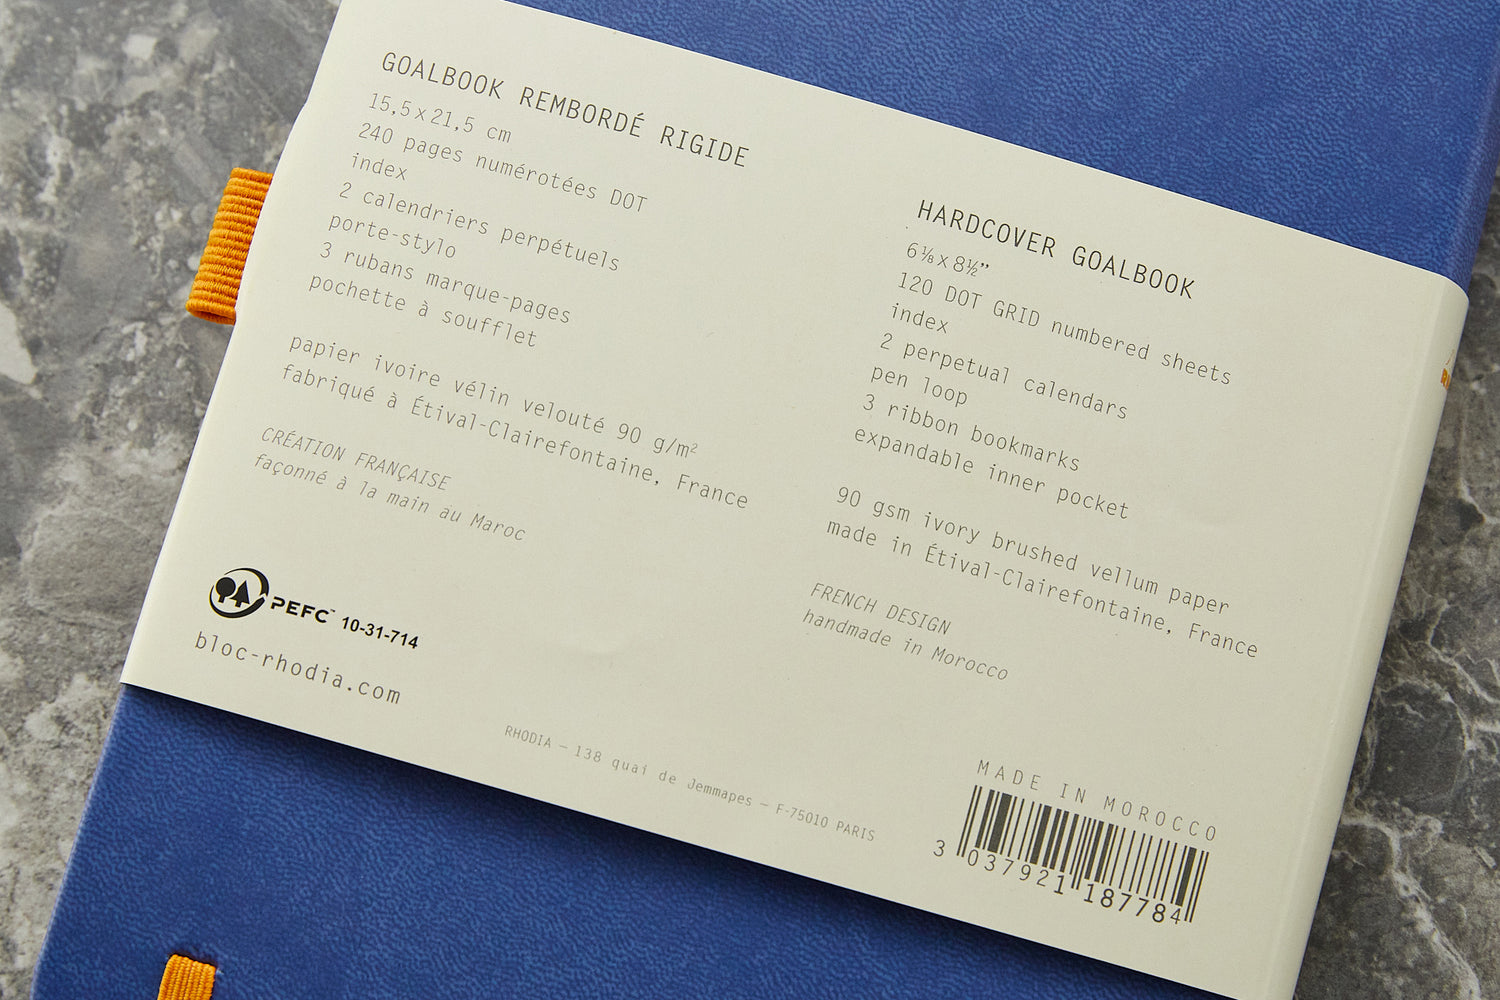 GOALBOOK REMBORDÉ RIGIDE
15,5 x 21,5 cm
240 pages numérotées DOT
index
2 calendriers perpétuels
porte-stylo
3 rubans marque-pages
pochette à soufflet
papier ivoire vélin velouté 90 g/m²
fabriqué à Étival-Clairefontaine, France
CRÉATION FRANÇAISE
façonné à la main au Maroc
PEFC™ 10-31-714
bloc-rhodia.com
HARDCOVER GOALBOOK
6⅛ x 8½”
120 DOT GRID numbered sheets
index
2 perpetual calendars
pen loop
3 ribbon bookmarks
expandable inner pocket
90 gsm ivory brushed vellum paper
made in Étival-Clairefontaine, France
FRENCH DESIGN
handmade in Morocco
RHODIA – 138 quai de Jemmapes – F-75010 PARIS
MADE IN MOROCCO
3 037921 187784